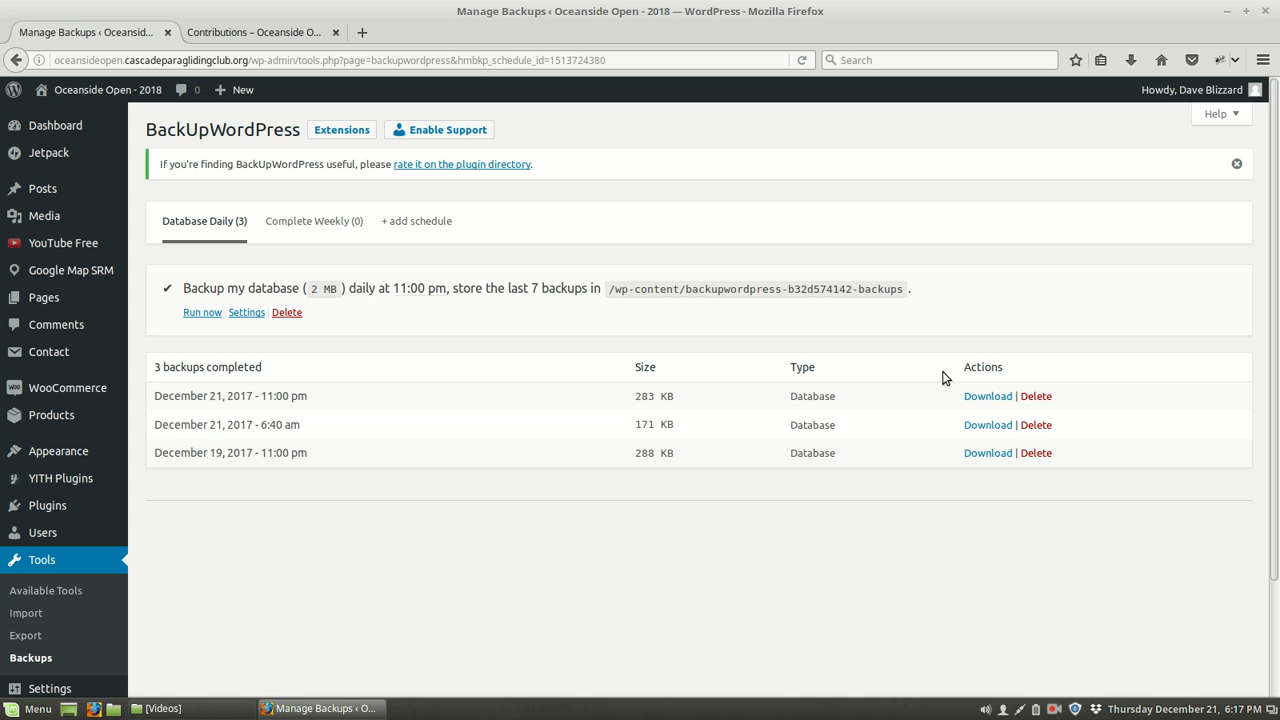 Manage Backups ‹ Oceanside Open - 2018 — WordPress - Mozilla Firefox
Manage Backups ‹ Oceansid...
Contributions – Oceanside O...
oceansideopen.cascadeparaglidingclub.org/wp-admin/tools.php?page=backupwordpress&hmbkp_schedule_id=1513724380
Search
Oceanside Open - 2018
0
New
Howdy, Dave Blizzard
Help
BackUpWordPress
Extensions
Enable Support
If you're finding BackUpWordPress useful, please rate it on the plugin directory.
Database Daily (3)
Complete Weekly (0)
+ add schedule
Backup my database ( 2 MB ) daily at 11:00 pm, store the last 7 backups in /wp-content/backupwordpress-b32d574142-backups .
Run now | Settings | Delete
3 backups completed Size Type Actions
December 21, 2017 - 11:00 pm 283 KB Database Download | Delete
December 21, 2017 - 6:40 am 171 KB Database Download | Delete
December 19, 2017 - 11:00 pm 288 KB Database Download | Delete
Dashboard
Jetpack
Posts
Media
YouTube Free
Google Map SRM
Pages
Comments
Contact
WOO
WooCommerce
Products
Appearance
YITH Plugins
Plugins
Users
Tools
Available Tools
Import
Export
Backups
Settings
Menu
[Videos]
Manage Backups ‹ O...
Thursday December 21, 6:17 PM